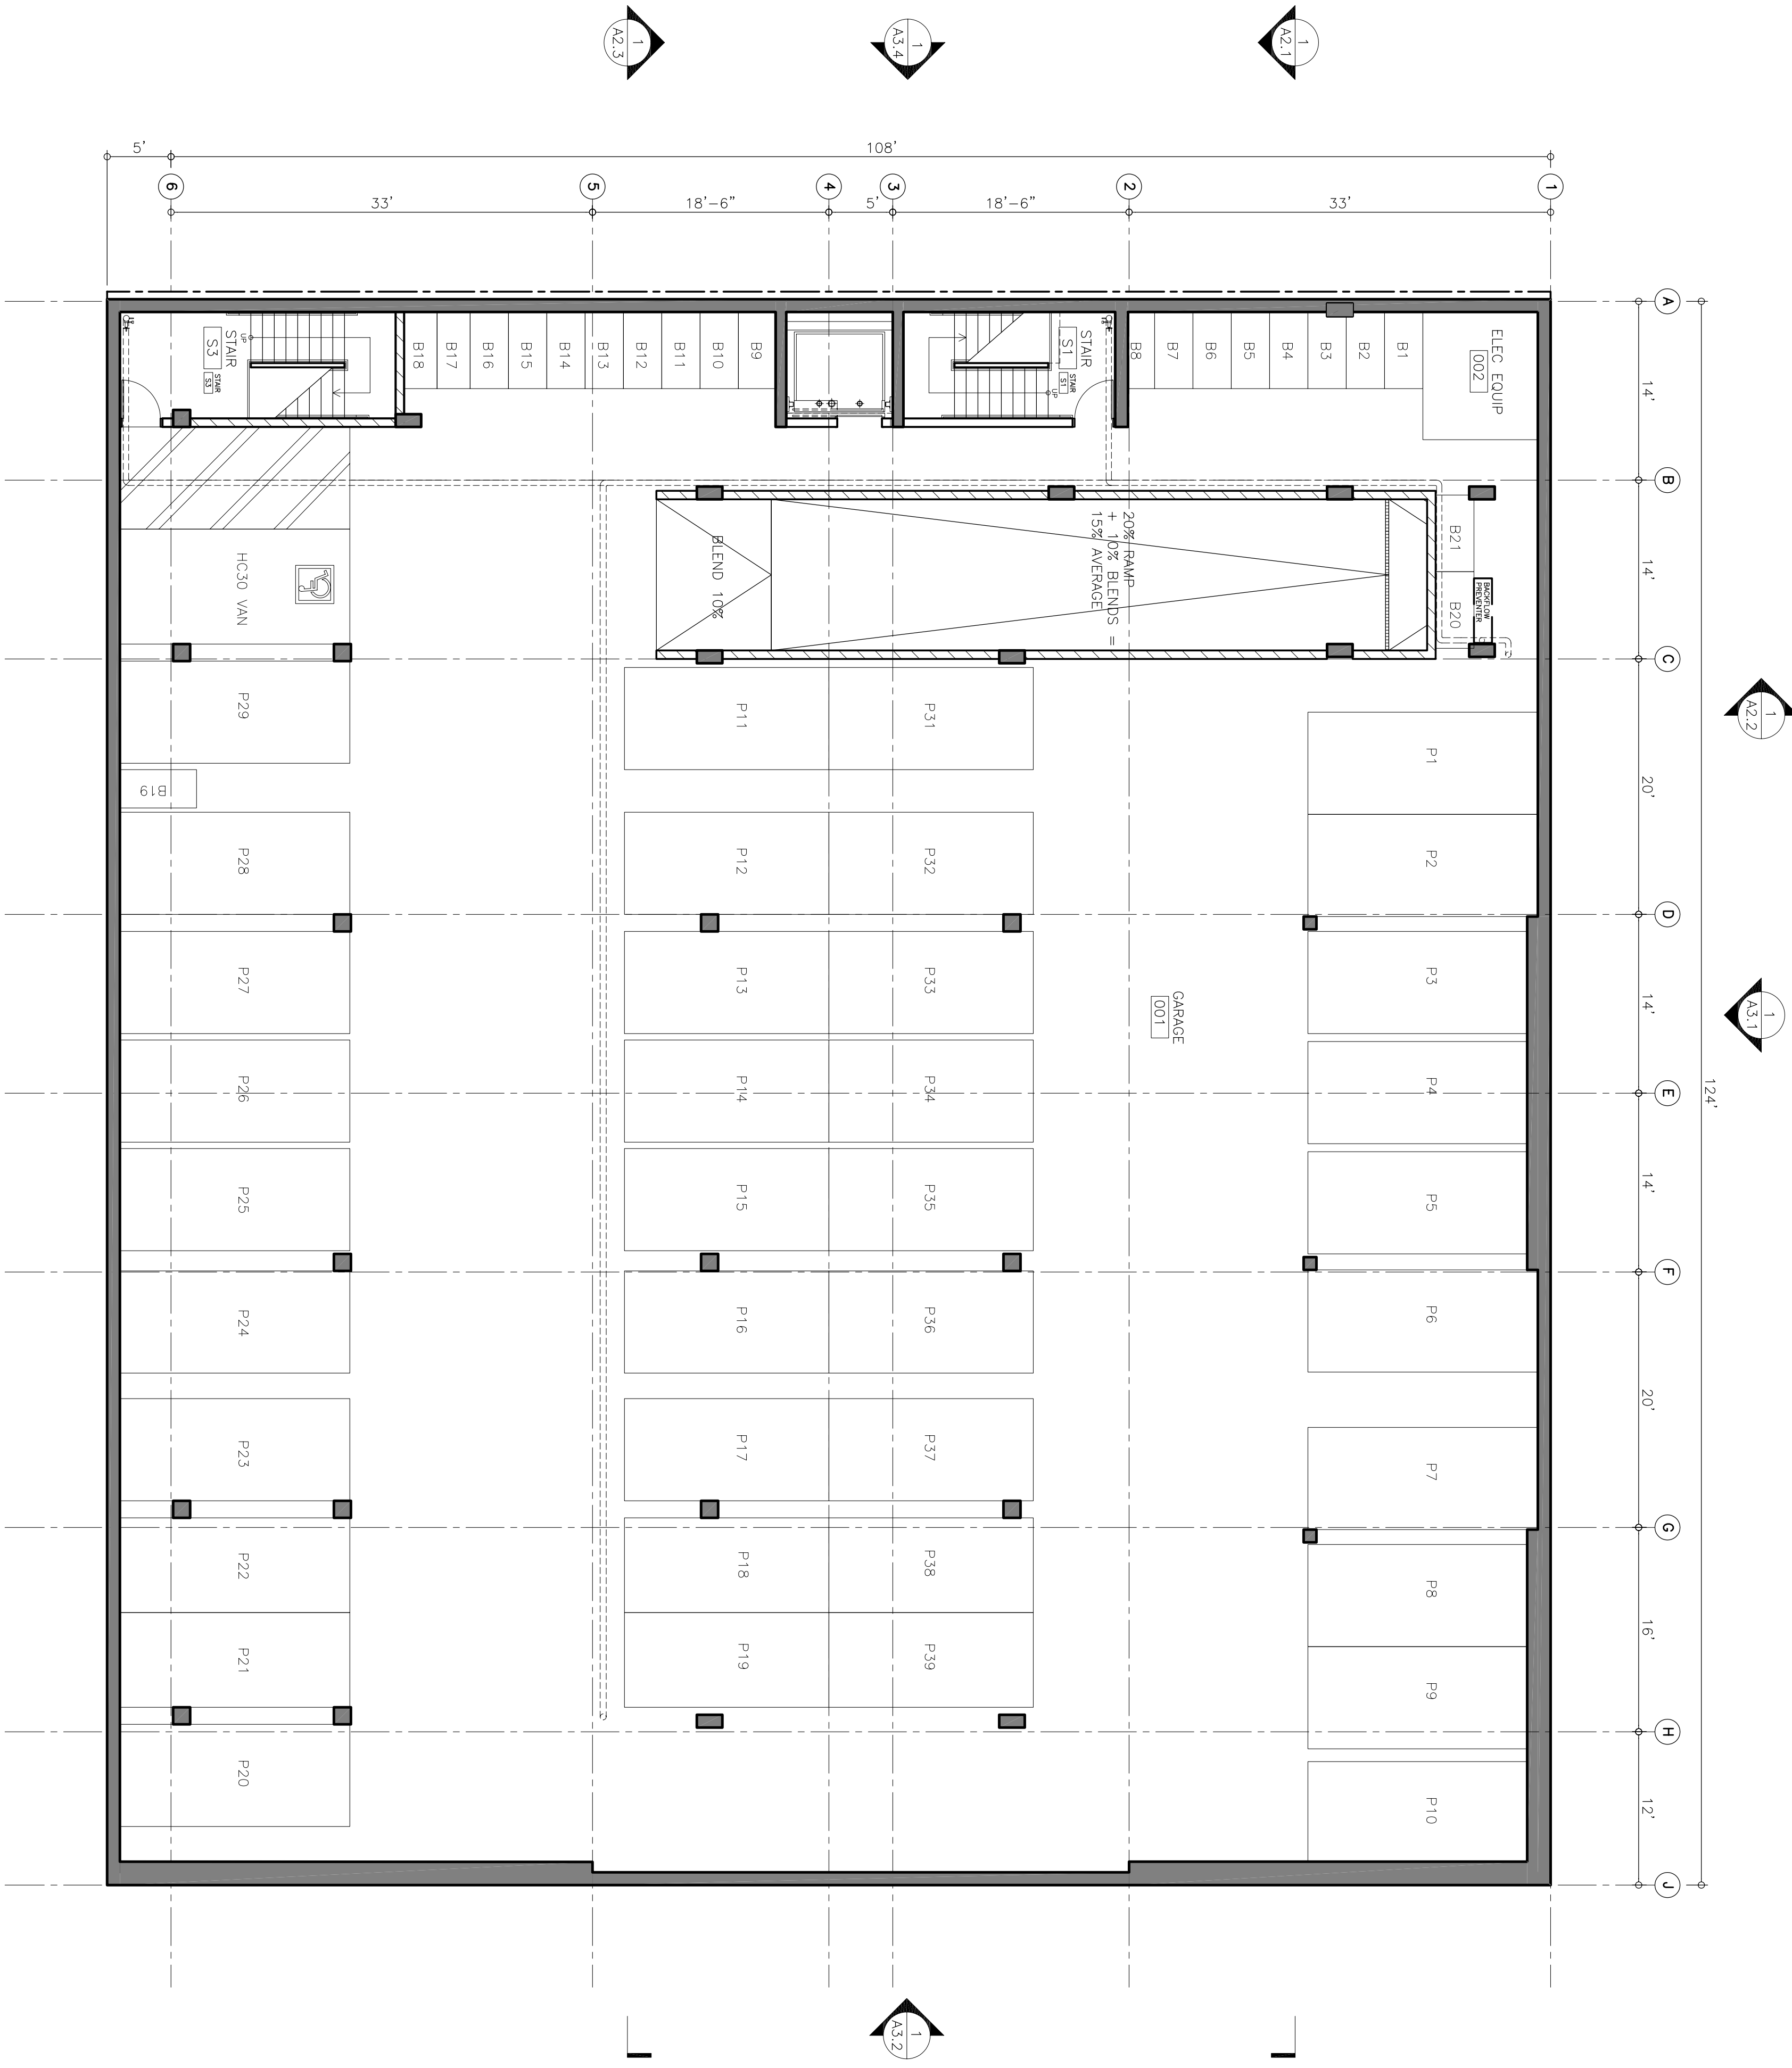 1
A2.3
1
A3.4
1
A2.1
5'
108'
6
5
4
3
2
1
33'
18'-6"
5'
18'-6"
33'
A
14'
B
14'
C
20'
D
14'
E
14'
F
20'
G
16'
H
12'
J
124'
1
A2.2
1
A3.1
1
A3.2
STAIR
S3
STAIR
S3
UP
B18
B17
B16
B15
B14
B13
B12
B11
B10
B9
STAIR
S1
STAIR
S1
UP
B8
B7
B6
B5
B4
B3
B2
B1
ELEC EQUIP
002
HC30 VAN
BLEND 10%
20% RAMP
+ 10% BLENDS =
15% AVERAGE
B21
B20
BACKFLOW
PREVENTER
P29
P11
P31
P1
B19
P28
P12
P32
P2
P27
P13
P33
P3
GARAGE
001
P26
P14
P34
P4
P25
P15
P35
P5
P24
P16
P36
P6
P23
P17
P37
P7
P22
P18
P38
P8
P21
P19
P39
P9
P20
P10